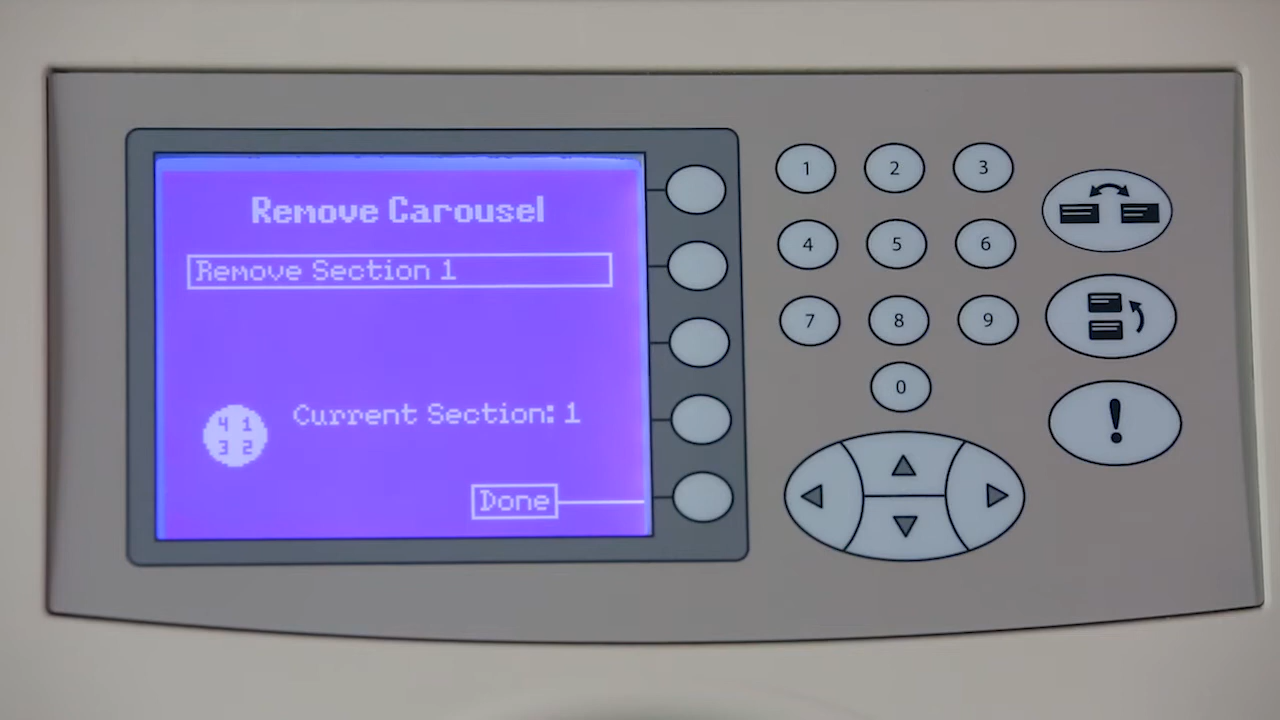 Remove Carousel
Remove Section 1
Current Section: 1
4 1
3 2
Done
1 2 3
4 5 6
7 8 9
0
!